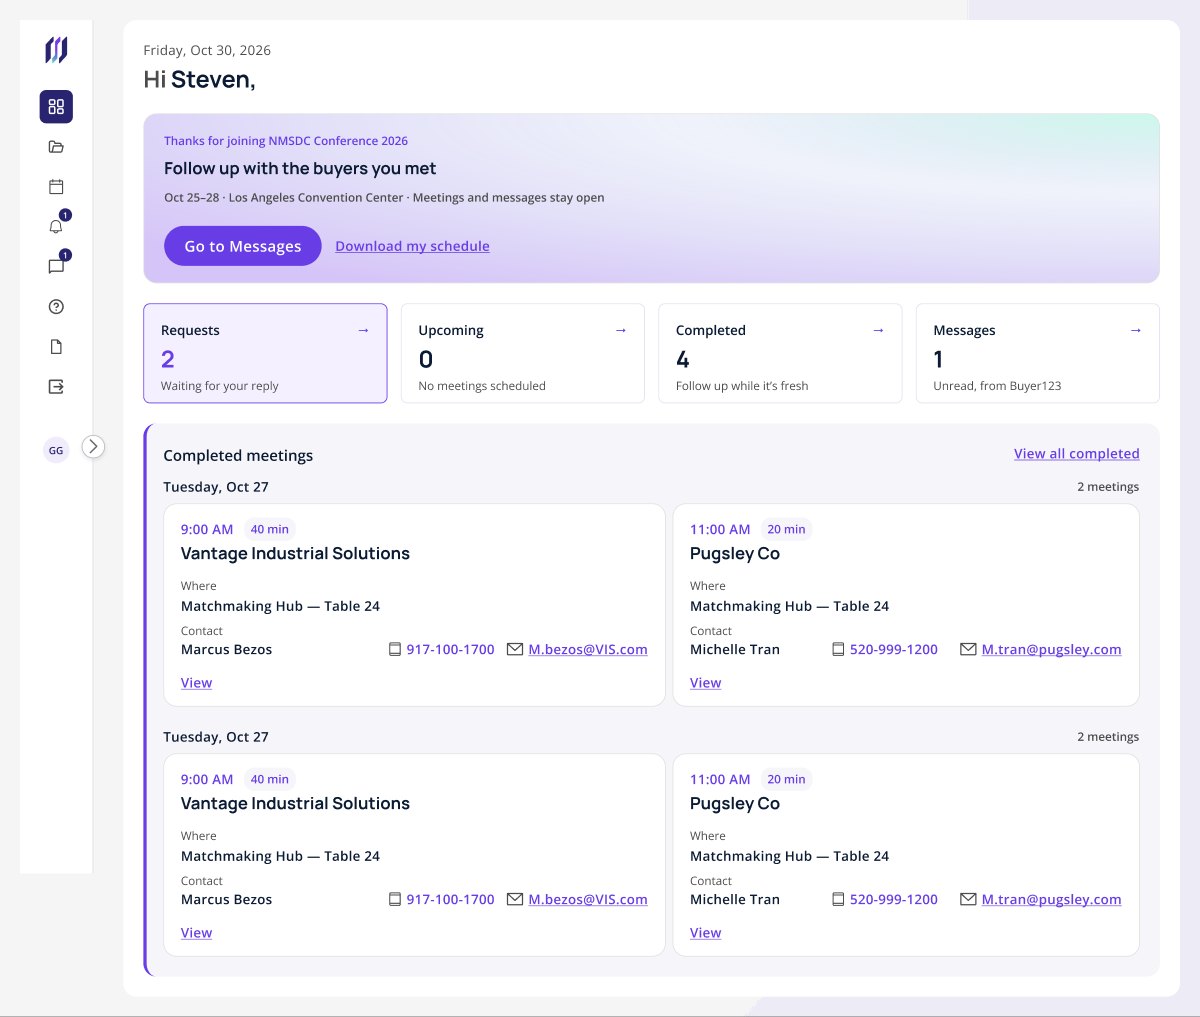 Friday, Oct 30, 2026
Hi Steven,
Thanks for joining NMSDC Conference 2026
Follow up with the buyers you met
Oct 25–28 · Los Angeles Convention Center · Meetings and messages stay open
Go to Messages Download my schedule
1
1
GG
Requests →
2
Waiting for your reply
Upcoming →
0
No meetings scheduled
Completed →
4
Follow up while it’s fresh
Messages →
1
Unread, from Buyer123
Completed meetings View all completed
Tuesday, Oct 27 2 meetings
9:00 AM 40 min
Vantage Industrial Solutions
Where
Matchmaking Hub — Table 24
Contact
Marcus Bezos 917-100-1700 M.bezos@VIS.com
View
11:00 AM 20 min
Pugsley Co
Where
Matchmaking Hub — Table 24
Contact
Michelle Tran 520-999-1200 M.tran@pugsley.com
View
Tuesday, Oct 27 2 meetings
9:00 AM 40 min
Vantage Industrial Solutions
Where
Matchmaking Hub — Table 24
Contact
Marcus Bezos 917-100-1700 M.bezos@VIS.com
View
11:00 AM 20 min
Pugsley Co
Where
Matchmaking Hub — Table 24
Contact
Michelle Tran 520-999-1200 M.tran@pugsley.com
View